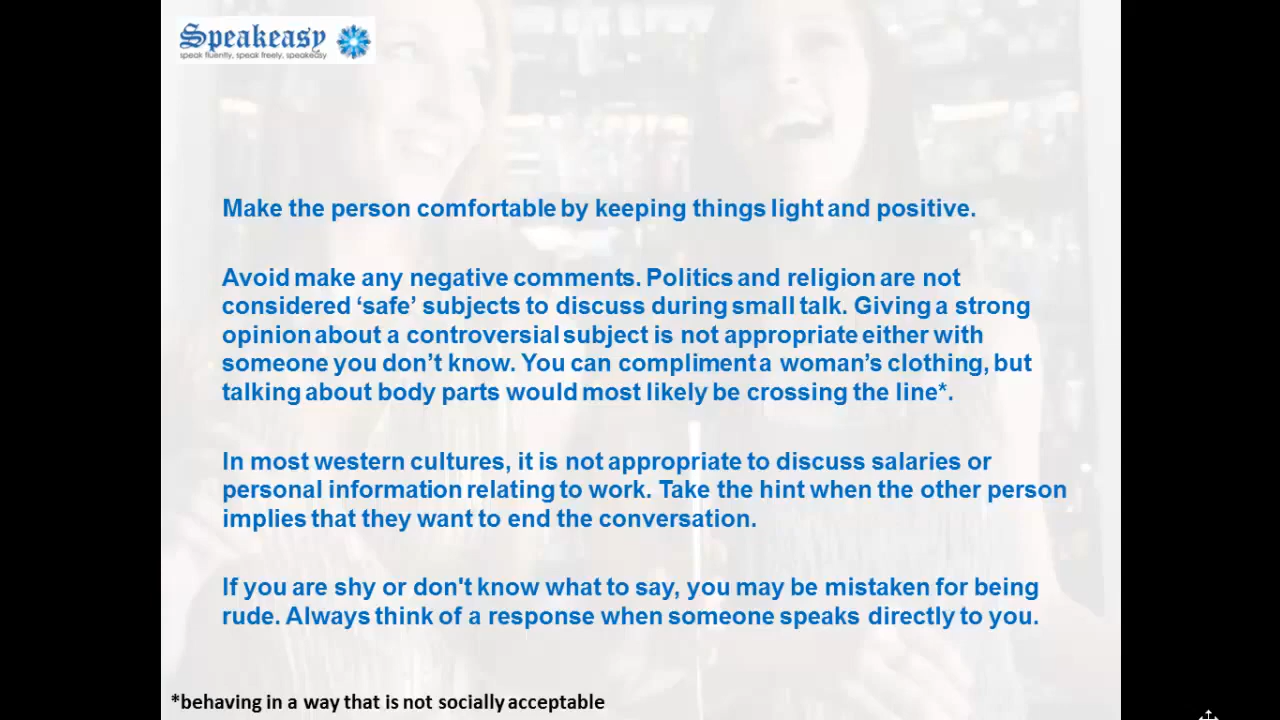 Speakeasy
speak fluently, speak freely, speakeasy
Make the person comfortable by keeping things light and positive.
Avoid make any negative comments. Politics and religion are not
considered ‘safe’ subjects to discuss during small talk. Giving a strong
opinion about a controversial subject is not appropriate either with
someone you don’t know. You can compliment a woman’s clothing, but
talking about body parts would most likely be crossing the line*.
In most western cultures, it is not appropriate to discuss salaries or
personal information relating to work. Take the hint when the other person
implies that they want to end the conversation.
If you are shy or don't know what to say, you may be mistaken for being
rude. Always think of a response when someone speaks directly to you.
*behaving in a way that is not socially acceptable